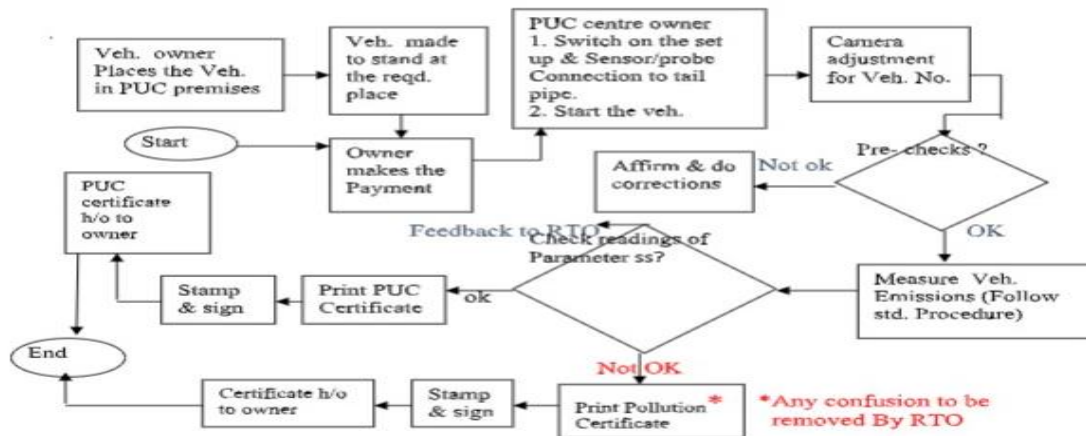 Veh. owner
Places the Veh.
in PUC premises
Veh. made
to stand at
the reqd.
place
PUC centre owner
1. Switch on the set
up & Sensor/probe
Connection to tail
pipe.
2. Start the veh.
Camera
adjustment
for Veh. No.
Start
Owner
makes the
Payment
Affirm & do
corrections
Not ok
Pre- checks ?
OK
PUC
certificate
h/o to
owner
Feedback to RTO
Check readings of
Parameter ss?
Measure Veh.
Emissions (Follow
std. Procedure)
Stamp
& sign
Print PUC
Certificate
ok
End
Not OK
Certificate h/o
to owner
Stamp
& sign
Print Pollution *
Certificate
*Any confusion to be
removed By RTO